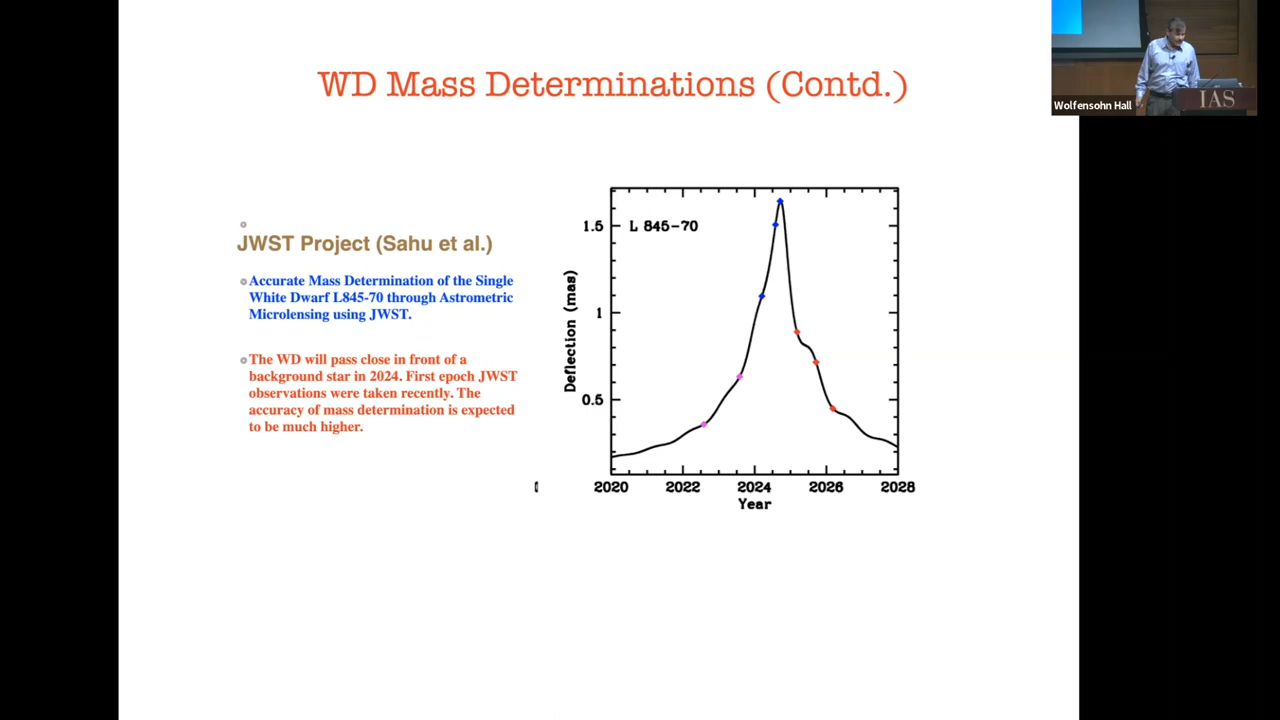 WD Mass Determinations (Contd.)
Wolfensohn Hall
IAS
JWST Project (Sahu et al.)
Accurate Mass Determination of the Single
White Dwarf L845-70 through Astrometric
Microlensing using JWST.
The WD will pass close in front of a
background star in 2024. First epoch JWST
observations were taken recently. The
accuracy of mass determination is expected
to be much higher.
L 845-70
1.5
1
0.5
Deflection (mas)
2020 2022 2024 2026 2028
Year